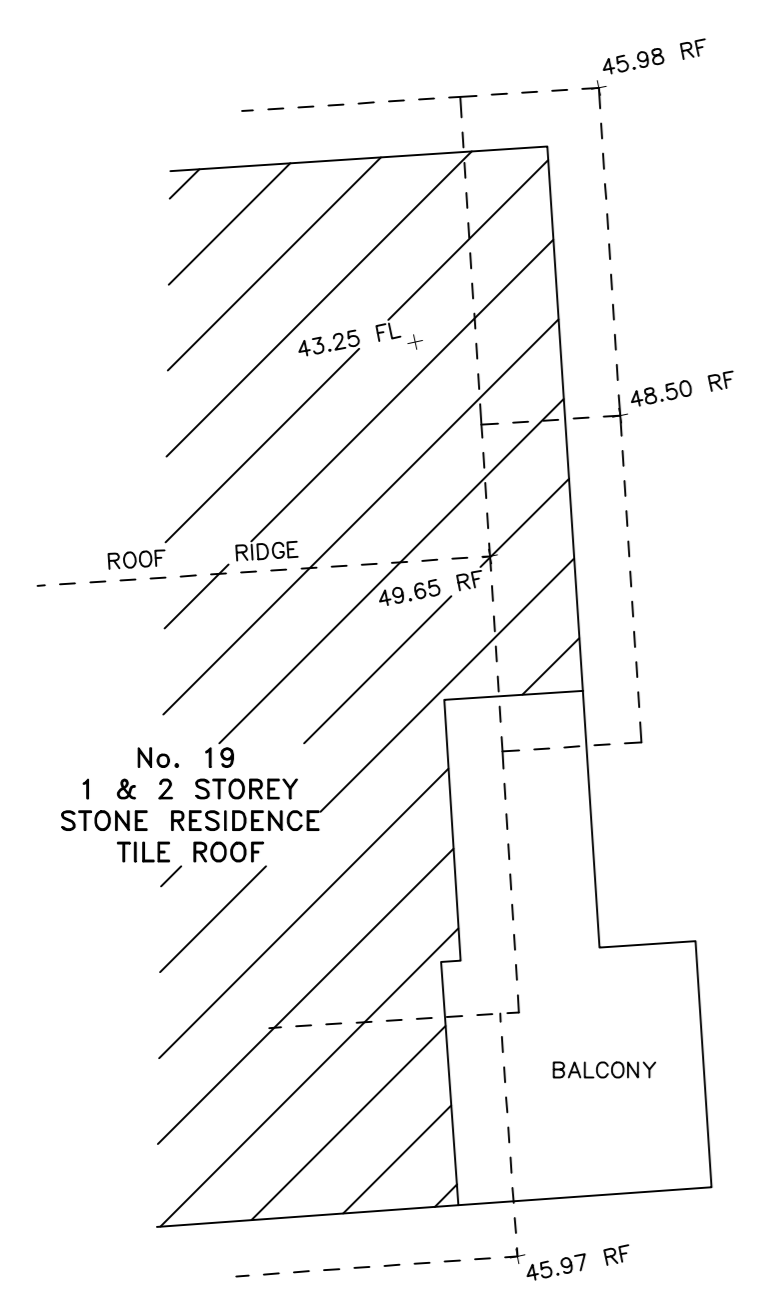 45.98 RF
43.25 FL
48.50 RF
ROOF RIDGE
49.65 RF
No. 19
1 & 2 STOREY
STONE RESIDENCE
TILE ROOF
BALCONY
45.97 RF